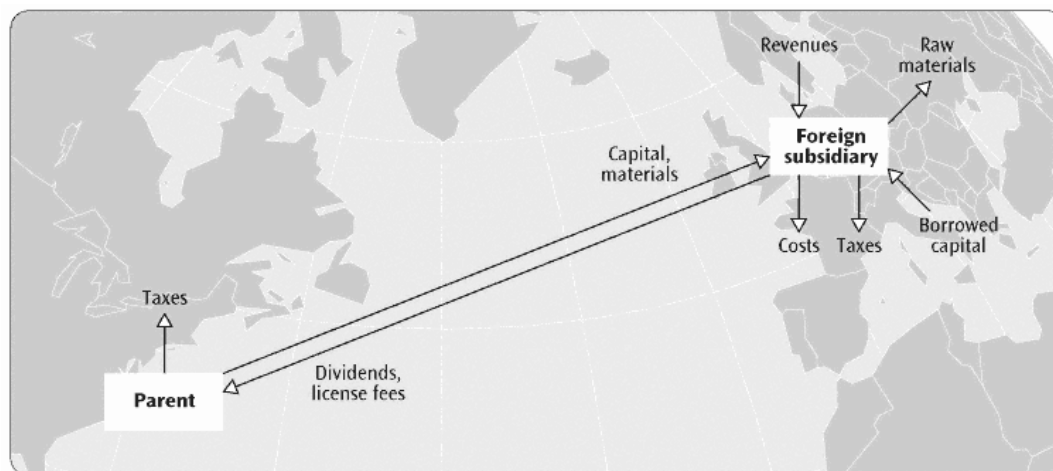 Revenues
Raw
materials
Foreign
subsidiary
Capital,
materials
Costs
Taxes
Borrowed
capital
Taxes
Dividends,
license fees
Parent